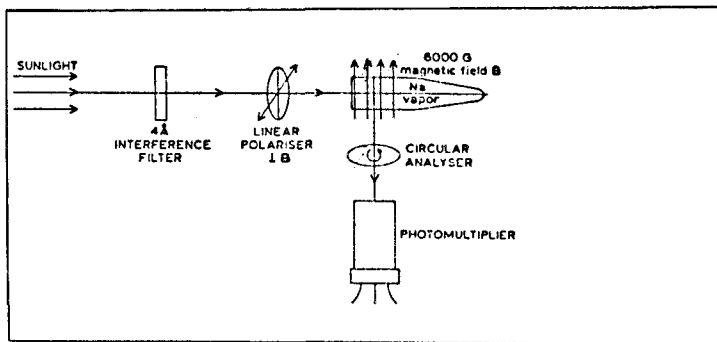 SUNLIGHT
4Å
INTERFERENCE
FILTER
LINEAR
POLARISER
⊥ B
6000 G
magnetic field B
Na
vapor
CIRCULAR
ANALYSER
PHOTOMULTIPLIER